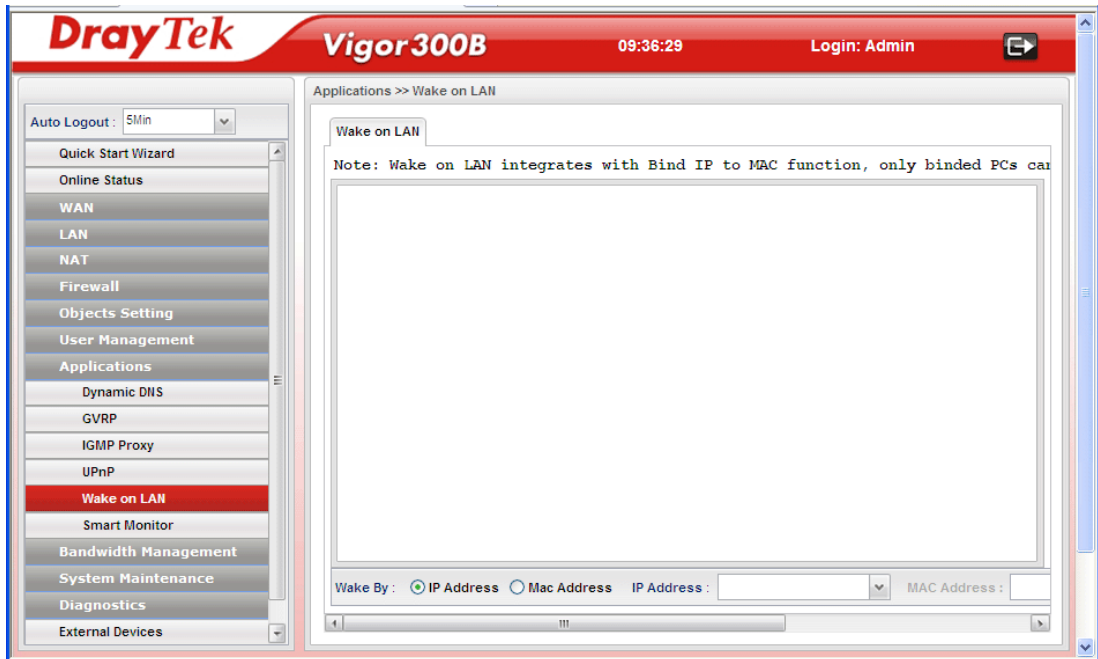 DrayTek
Vigor300B
09:36:29
Login: Admin
Auto Logout : 5Min
Quick Start Wizard
Online Status
WAN
LAN
NAT
Firewall
Objects Setting
User Management
Applications
Dynamic DNS
GVRP
IGMP Proxy
UPnP
Wake on LAN
Smart Monitor
Bandwidth Management
System Maintenance
Diagnostics
External Devices
Applications >> Wake on LAN
Wake on LAN
Note: Wake on LAN integrates with Bind IP to MAC function, only binded PCs can
Wake By : IP Address Mac Address IP Address : MAC Address :